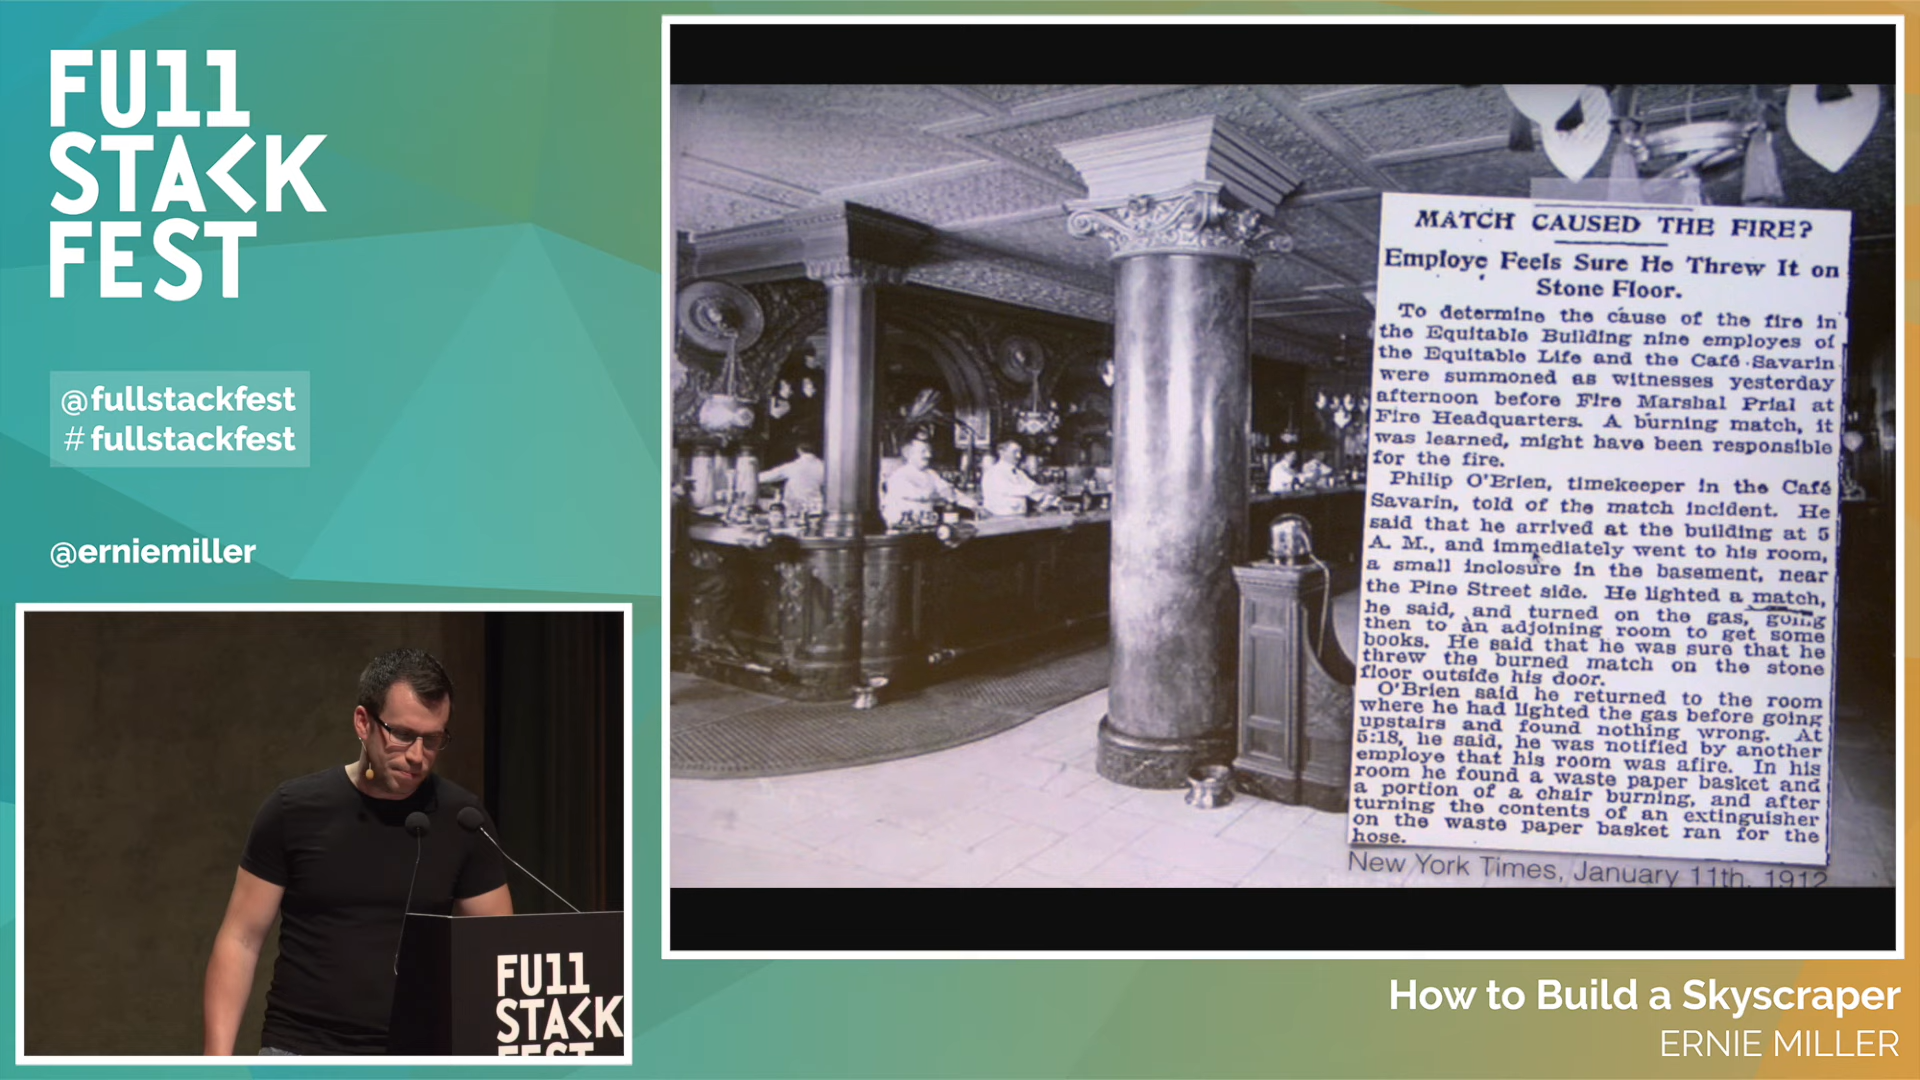 FU11
STACK
FEST
@fullstackfest
# fullstackfest
@erniemiller
MATCH CAUSED THE FIRE?
Employe Feels Sure He Threw It on
Stone Floor.
To determine the cause of the fire in
the Equitable Building nine employes of
the Equitable Life and the Café Savarin
were summoned as witnesses yesterday
afternoon before Fire Marshal Prial at
Fire Headquarters. A burning match, it
was learned, might have been responsible
for the fire.
Philip O'Brien, timekeeper in the Café
Savarin, told of the match incident. He
said that he arrived at the building at 5
A. M., and immediately went to his room,
a small inclosure in the basement, near
the Pine Street side. He lighted a match,
he said, and turned on the gas, going
then to an adjoining room to get some
books. He said that he was sure that he
threw the burned match on the stone
floor outside his door.
O'Brien said he returned to the room
where he had lighted the gas before going
upstairs and found nothing wrong. At
5:18, he said, he was notified by another
employe that his room was afire. In his
room he found a waste paper basket and
a portion of a chair burning, and after
turning the contents of an extinguisher
on the waste paper basket ran for the
hose.
New York Times, January 11th, 1912
FU11
STACK
FEST
How to Build a Skyscraper
ERNIE MILLER